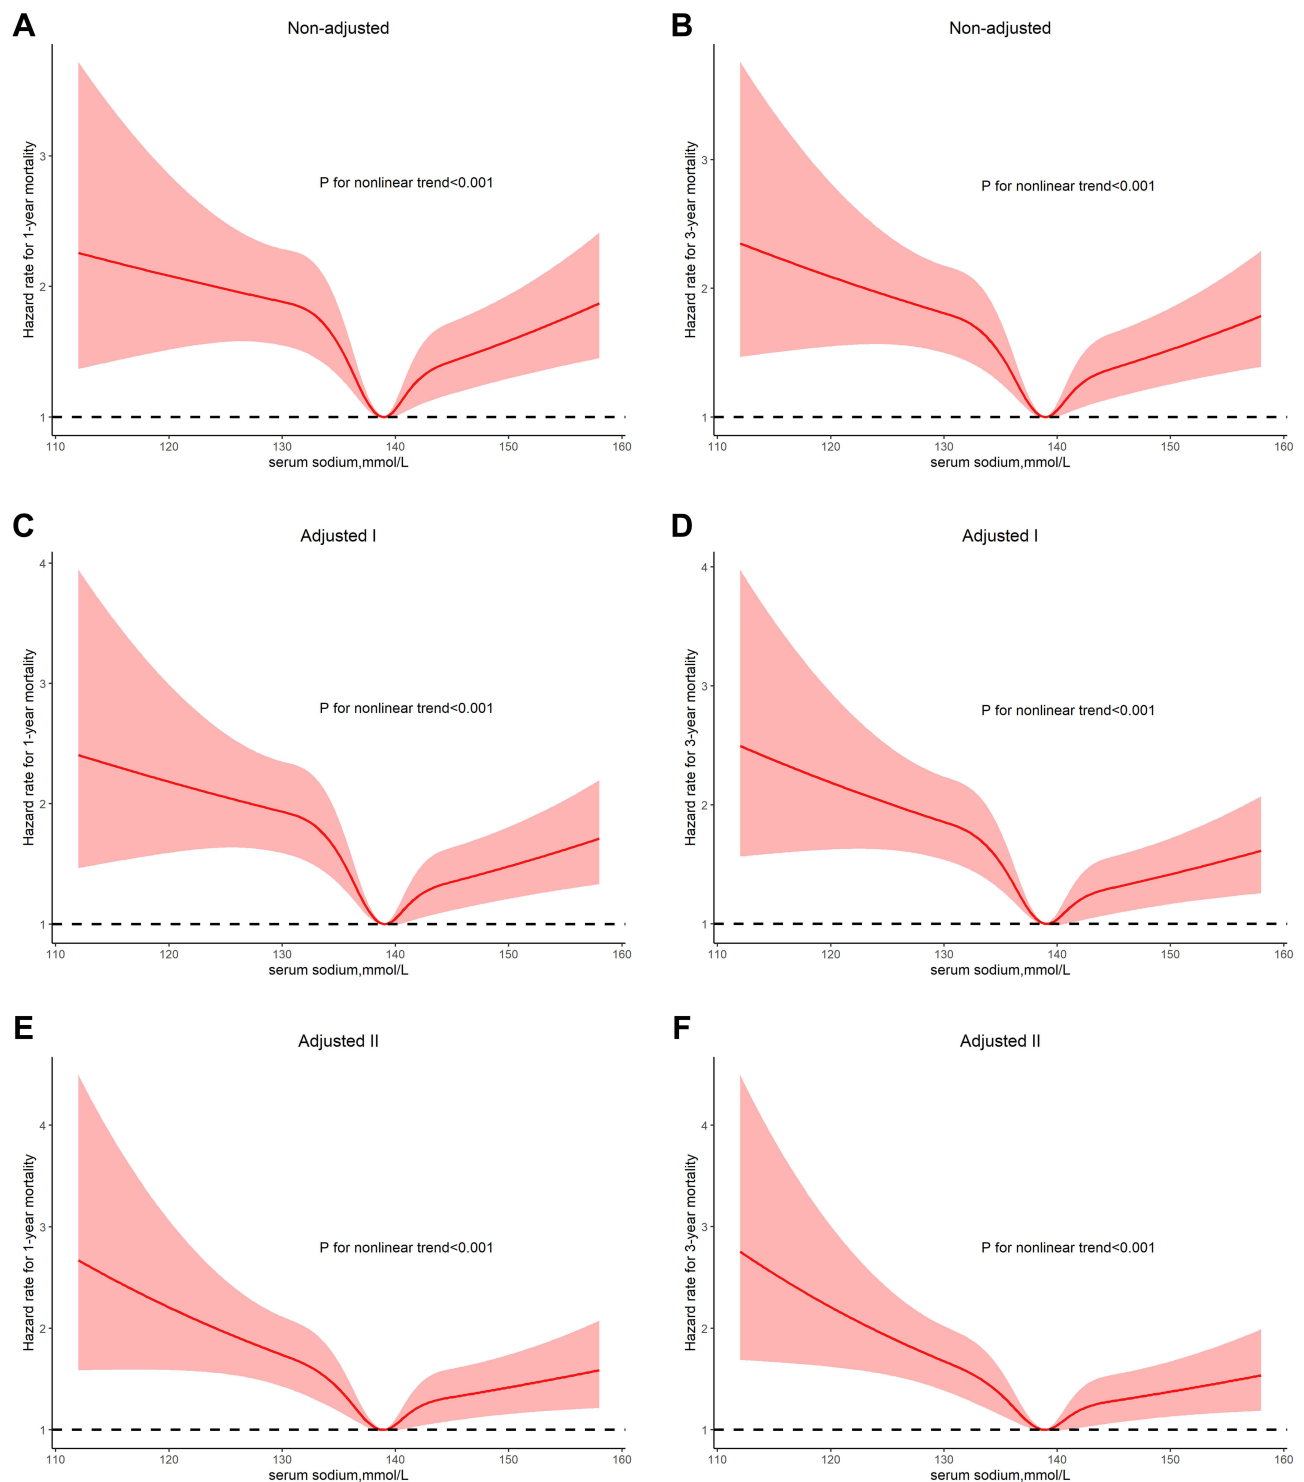 A
Non-adjusted
Hazard rate for 1-year mortality
3
2
1
P for nonlinear trend<0.001
110 120 130 140 150 160
serum sodium,mmol/L
B
Non-adjusted
Hazard rate for 3-year mortality
3
2
1
P for nonlinear trend<0.001
110 120 130 140 150 160
serum sodium,mmol/L
C
Adjusted I
Hazard rate for 1-year mortality
4
3
2
1
P for nonlinear trend<0.001
110 120 130 140 150 160
serum sodium,mmol/L
D
Adjusted I
Hazard rate for 3-year mortality
4
3
2
1
P for nonlinear trend<0.001
110 120 130 140 150 160
serum sodium,mmol/L
E
Adjusted II
Hazard rate for 1-year mortality
4
3
2
1
P for nonlinear trend<0.001
110 120 130 140 150 160
serum sodium,mmol/L
F
Adjusted II
Hazard rate for 3-year mortality
4
3
2
1
P for nonlinear trend<0.001
110 120 130 140 150 160
serum sodium,mmol/L